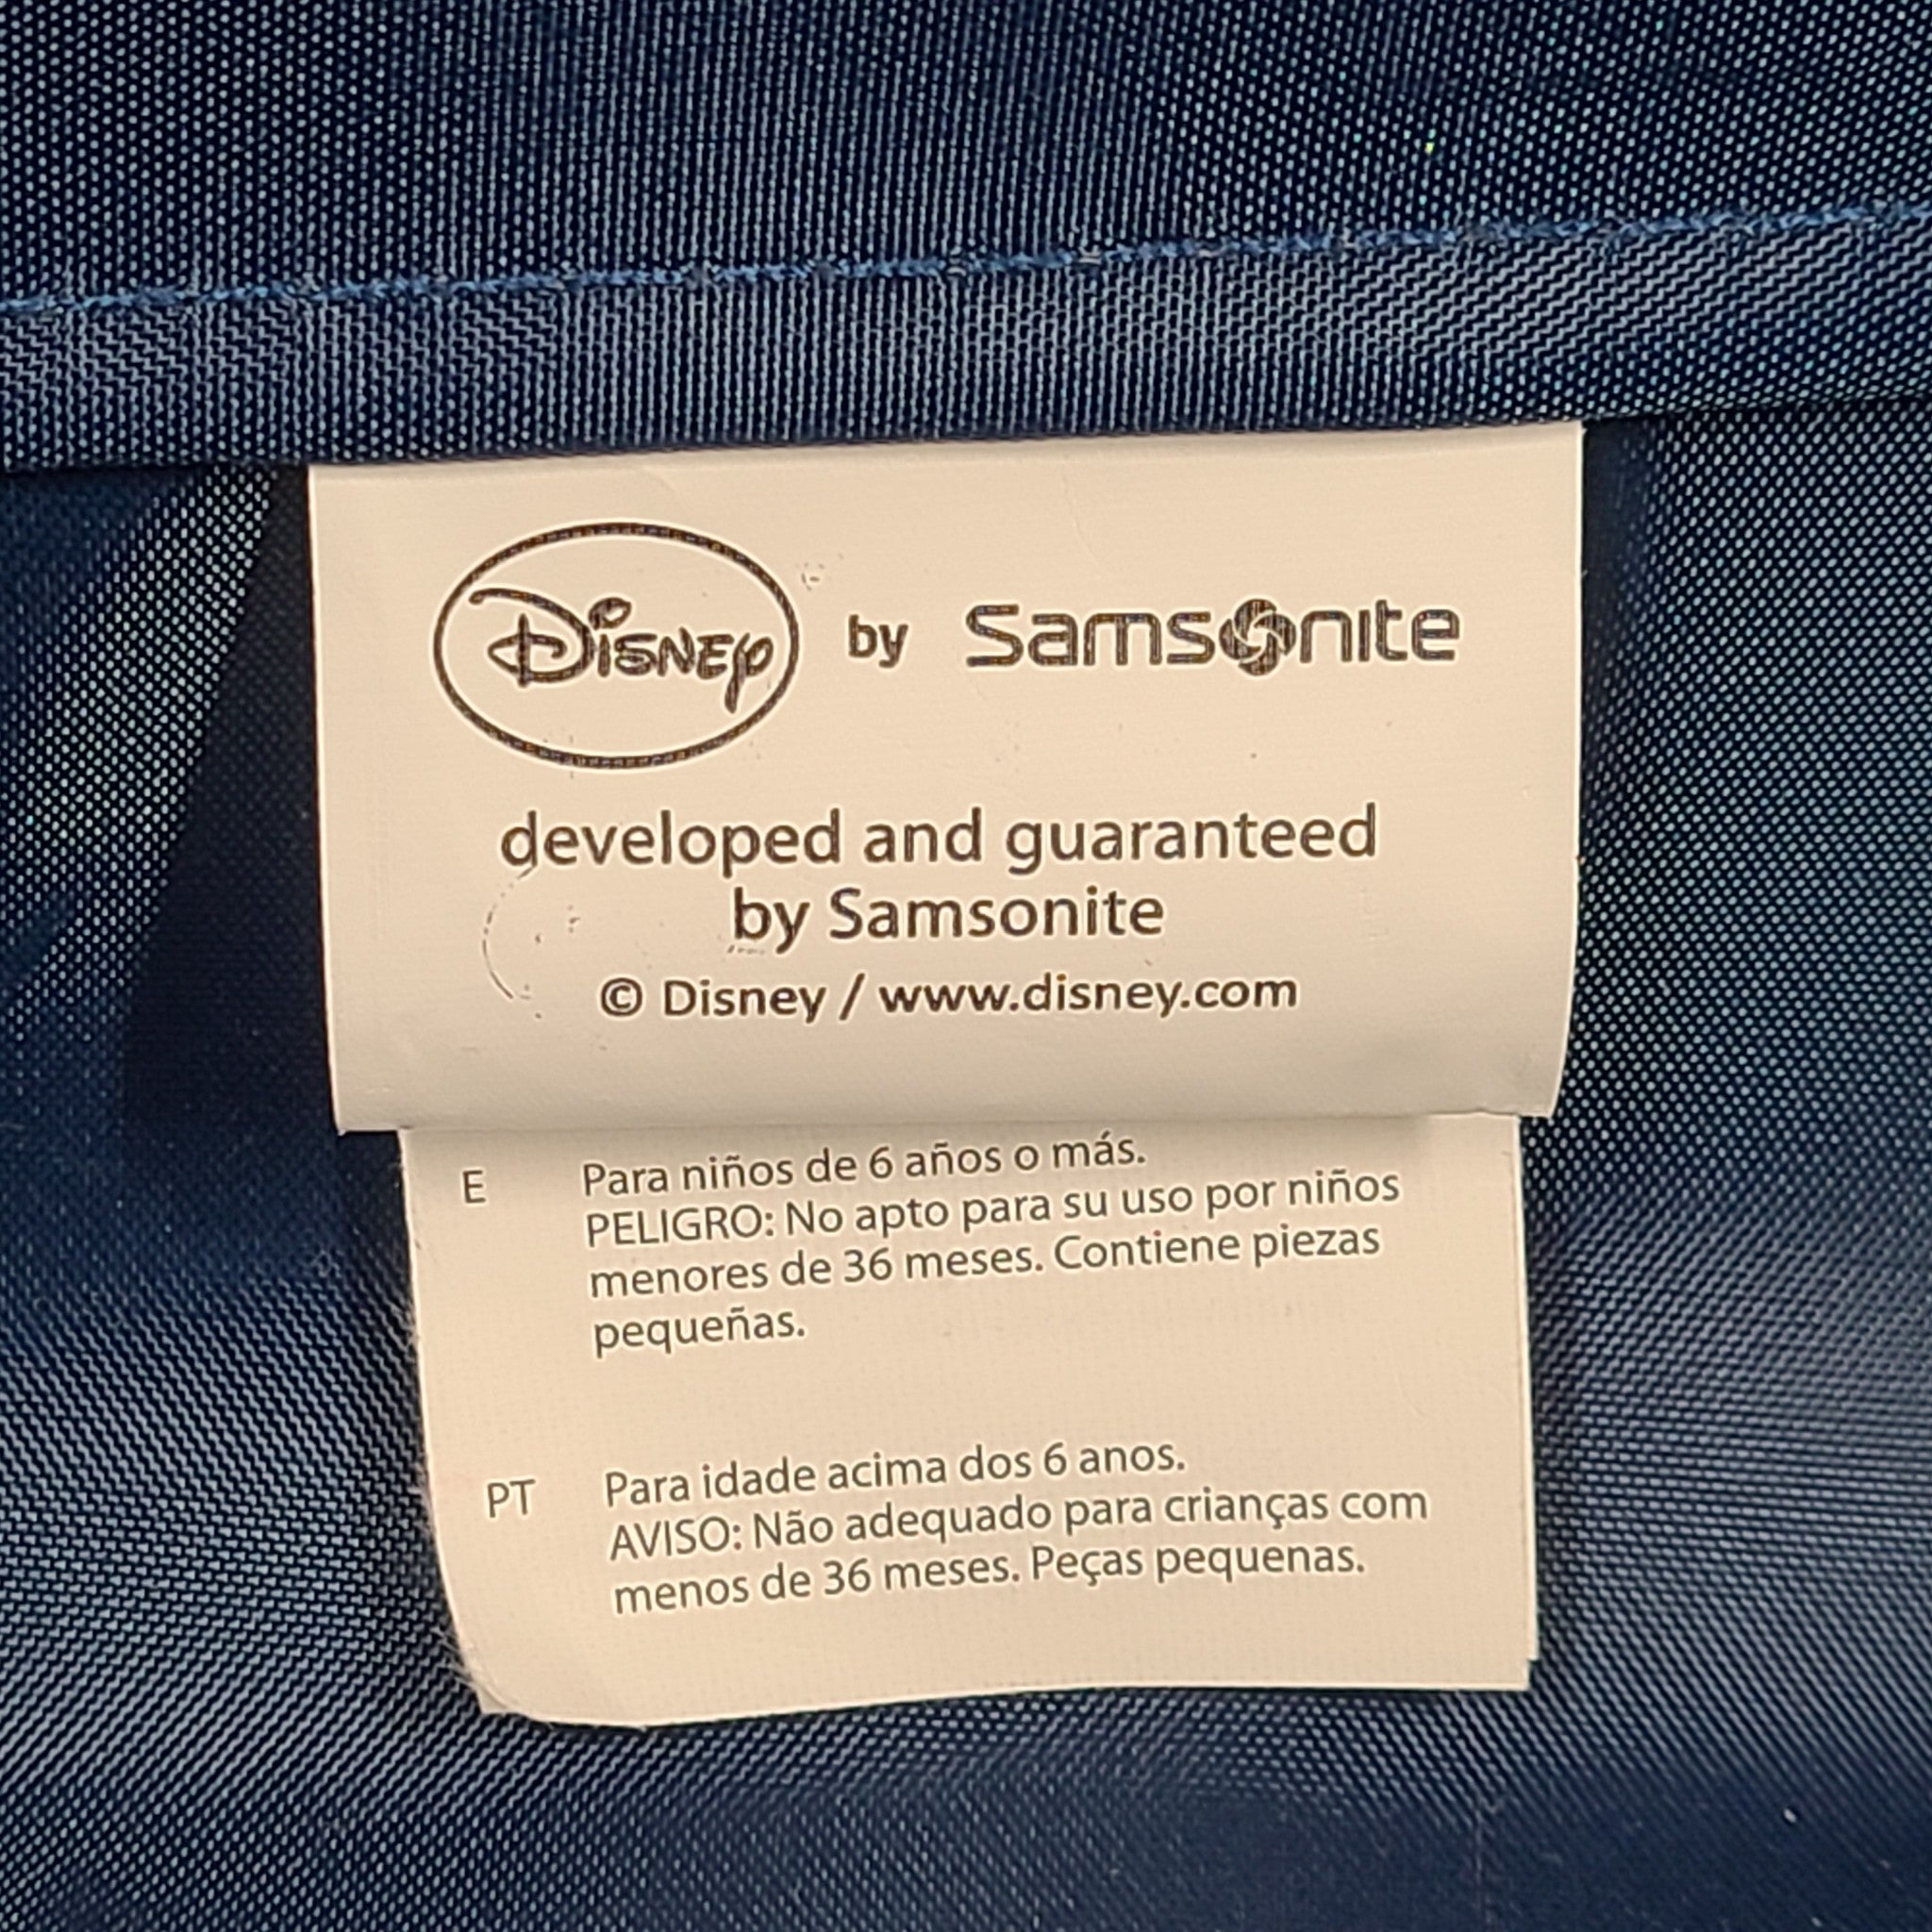 Disney by Samsonite
developed and guaranteed
by Samsonite
© Disney / www.disney.com
E Para niños de 6 años o más.
PELIGRO: No apto para su uso por niños
menores de 36 meses. Contiene piezas
pequeñas.
PT Para idade acima dos 6 anos.
AVISO: Não adequado para crianças com
menos de 36 meses. Peças pequenas.